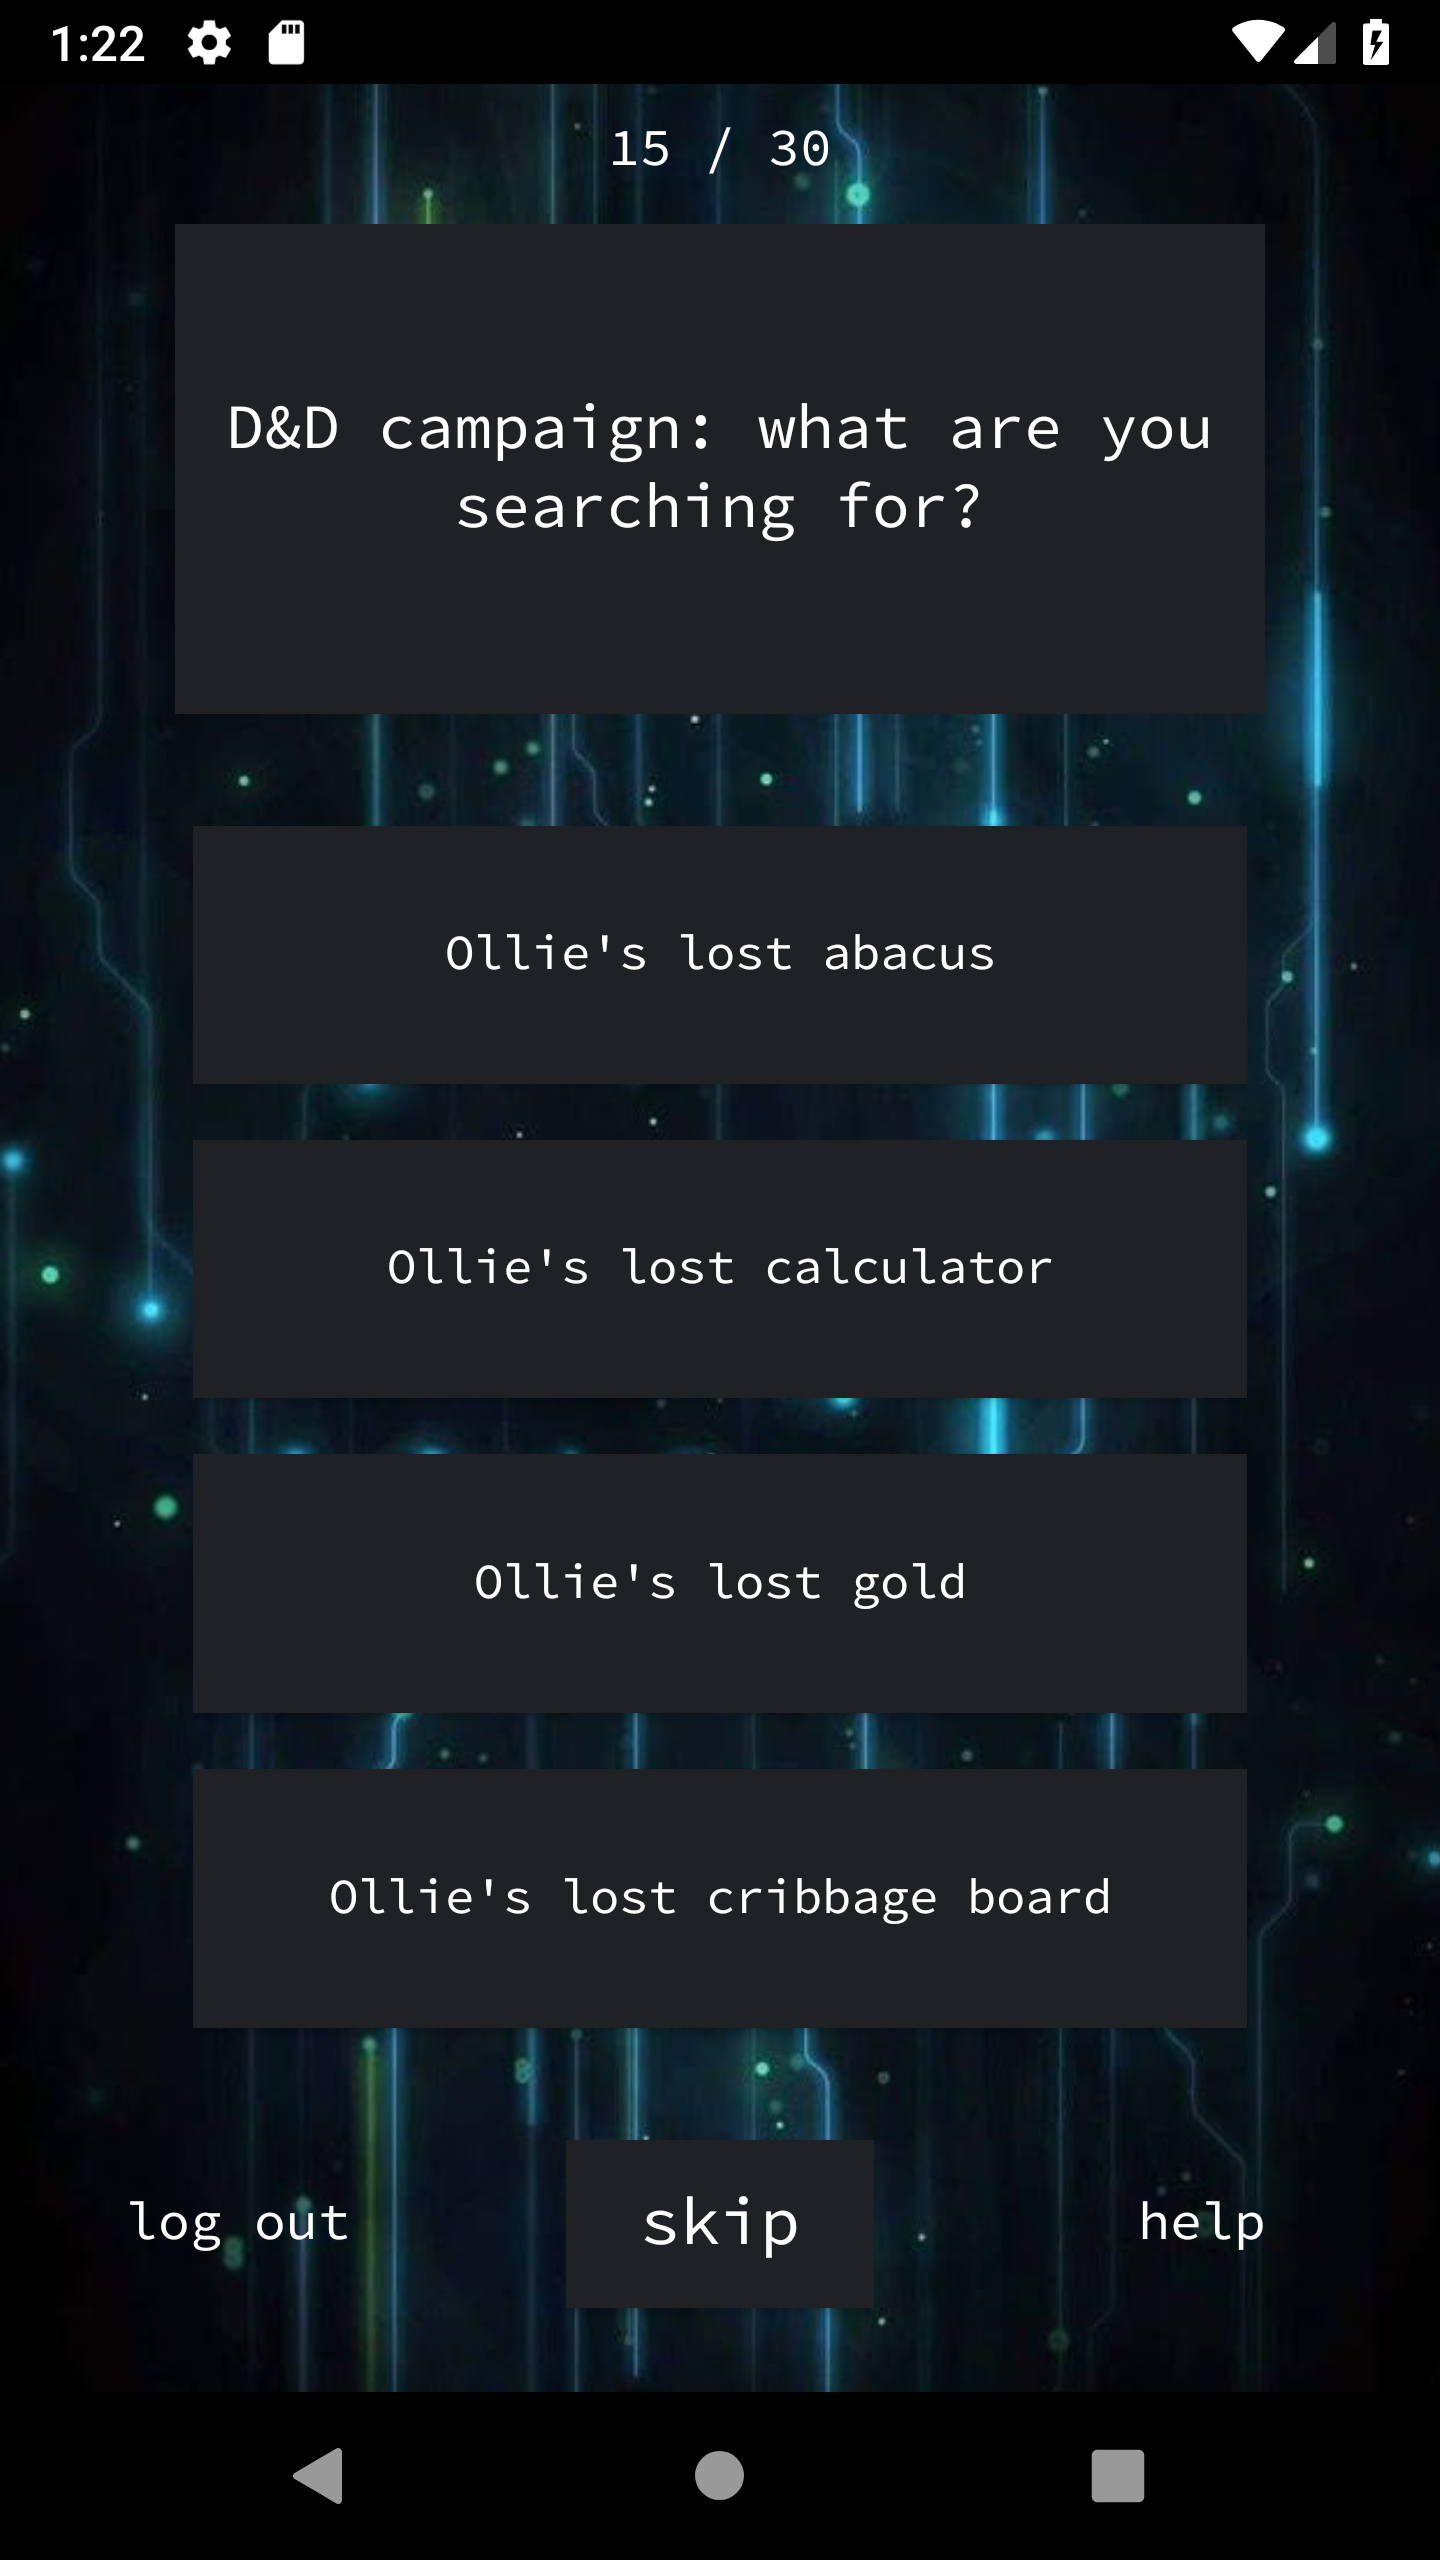 1:22
15 / 30
D&D campaign: what are you
searching for?
Ollie's lost abacus
Ollie's lost calculator
Ollie's lost gold
Ollie's lost cribbage board
log out
skip
help